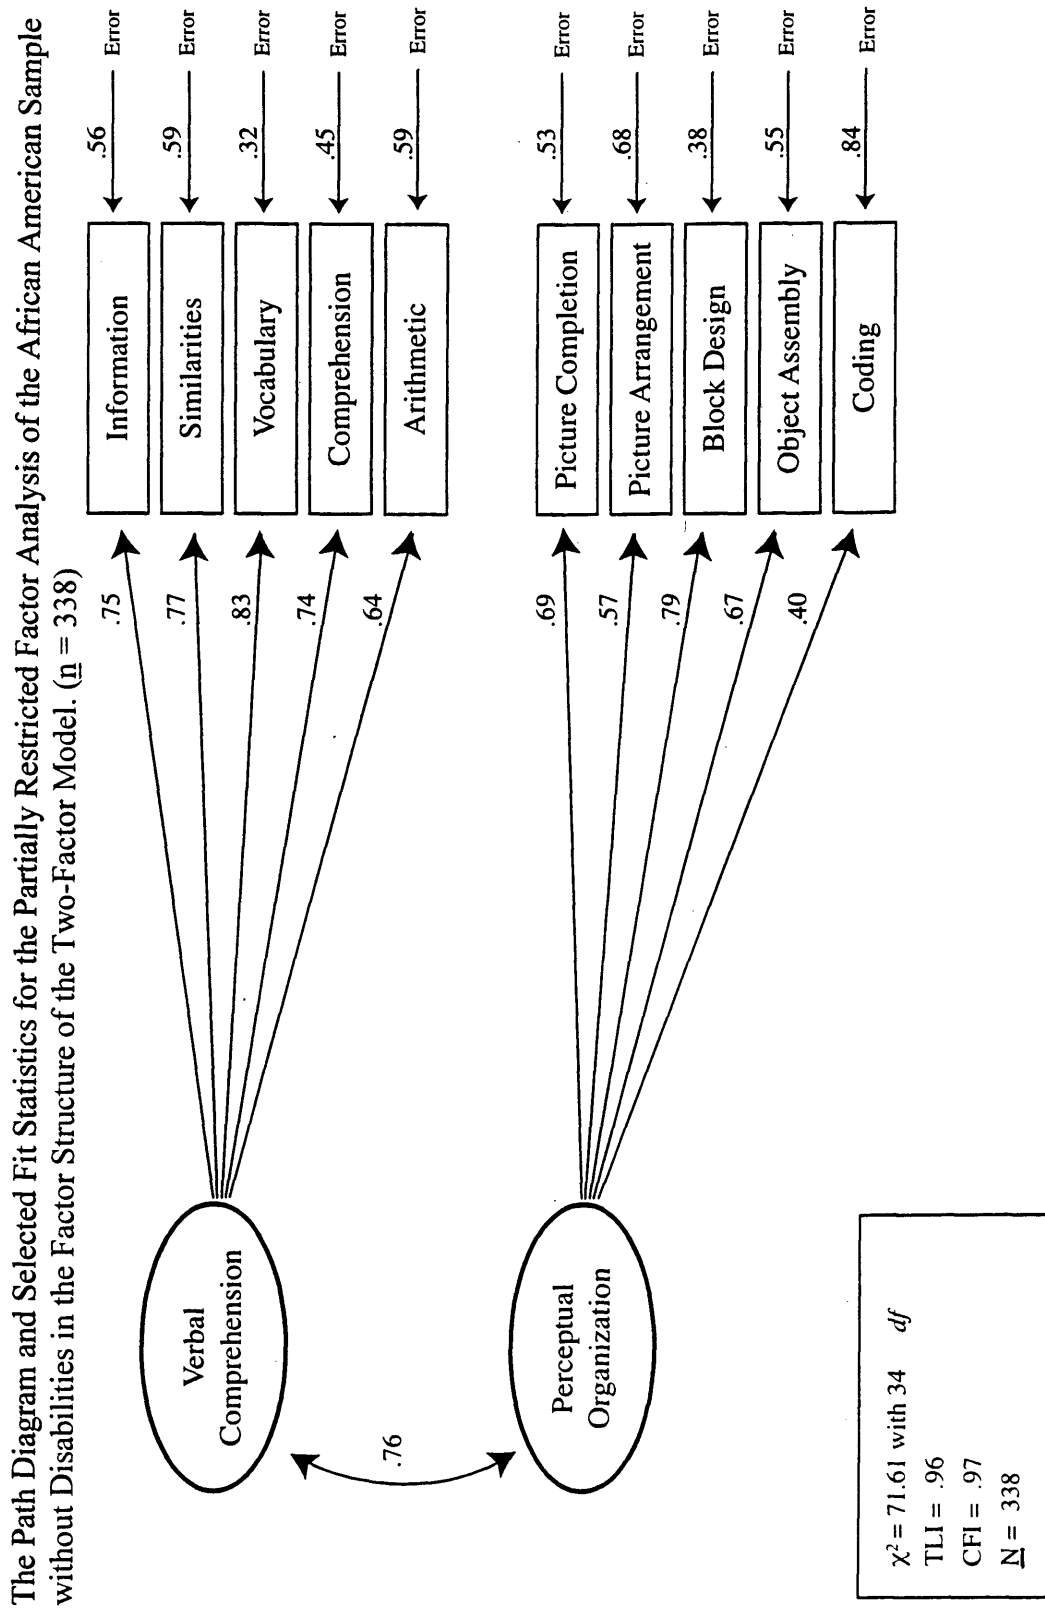 The Path Diagram and Selected Fit Statistics for the Partially Restricted Factor Analysis of the African American Sample
without Disabilities in the Factor Structure of the Two-Factor Model. (n = 338)
Verbal
Comprehension
.76
Perceptual
Organization
.75
Information
.56
Error
.77
Similarities
.59
Error
.83
Vocabulary
.32
Error
.74
Comprehension
.45
Error
.64
Arithmetic
.59
Error
.69
Picture Completion
.53
Error
.57
Picture Arrangement
.68
Error
.79
Block Design
.38
Error
.67
Object Assembly
.55
Error
.40
Coding
.84
Error
χ² = 71.61 with 34 df
TLI = .96
CFI = .97
N = 338